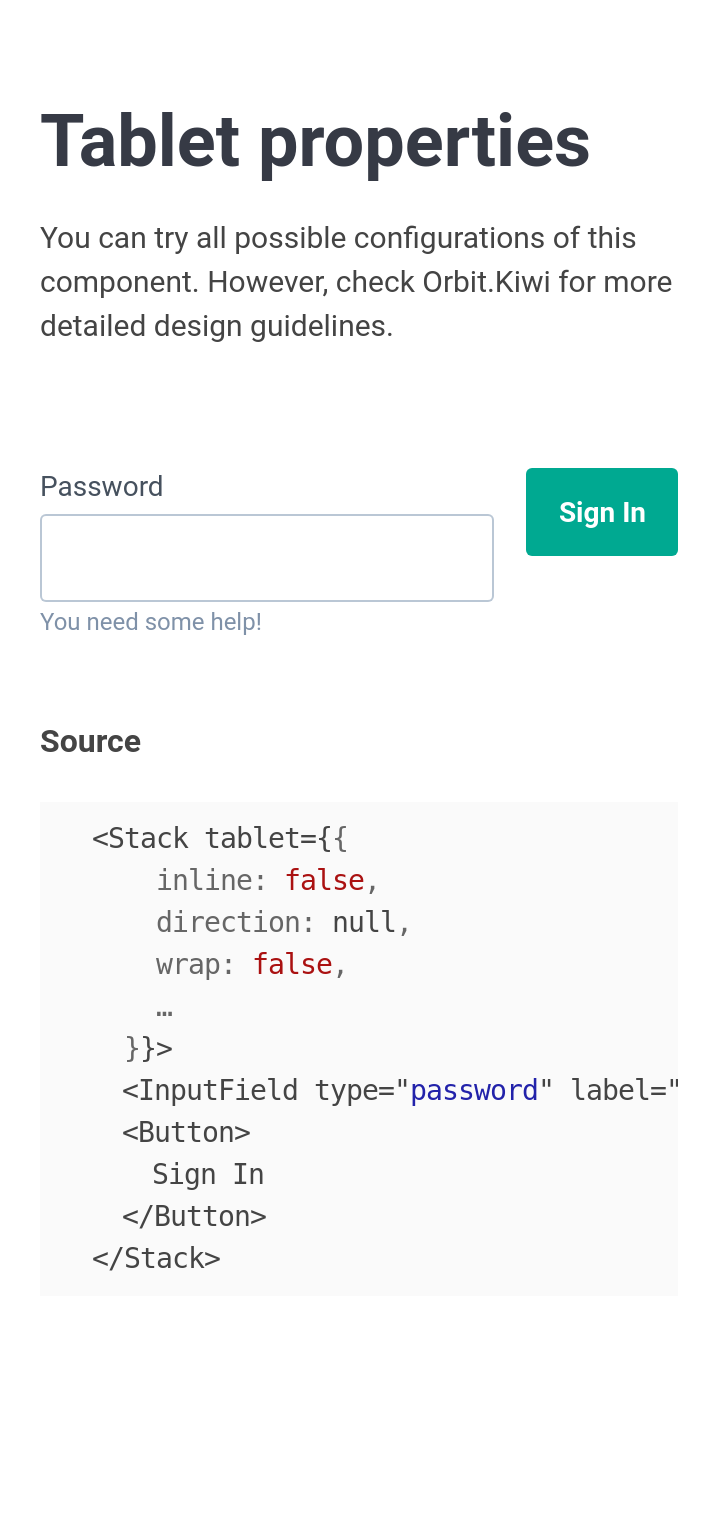 Tablet properties
You can try all possible configurations of this
component. However, check Orbit.Kiwi for more
detailed design guidelines.
Password
Sign In
You need some help!
Source
<Stack tablet={{
inline: false,
direction: null,
wrap: false,
…
}}>
<InputField type="password" label="
<Button>
Sign In
</Button>
</Stack>